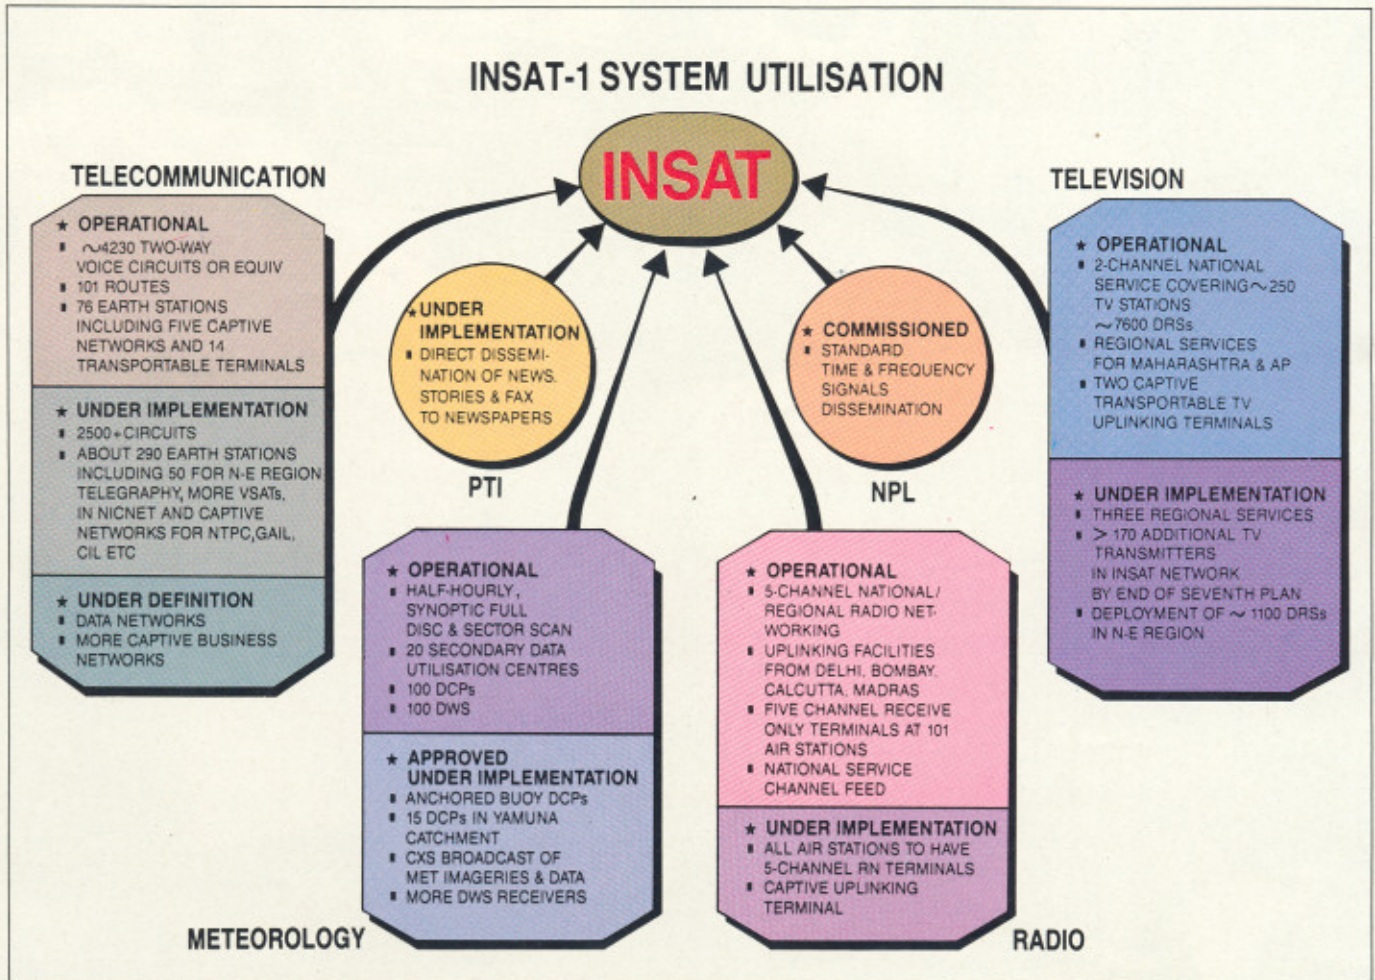 INSAT-1 SYSTEM UTILISATION
INSAT
TELECOMMUNICATION
★ OPERATIONAL
∼4230 TWO-WAY
VOICE CIRCUITS OR EQUIV
101 ROUTES
76 EARTH STATIONS
INCLUDING FIVE CAPTIVE
NETWORKS AND 14
TRANSPORTABLE TERMINALS
★ UNDER IMPLEMENTATION
2500+CIRCUITS
ABOUT 290 EARTH STATIONS
INCLUDING 50 FOR N-E REGION
TELEGRAPHY, MORE VSATs,
IN NICNET AND CAPTIVE
NETWORKS FOR NTPC,GAIL,
CIL ETC
★ UNDER DEFINITION
DATA NETWORKS
MORE CAPTIVE BUSINESS
NETWORKS
★UNDER
IMPLEMENTATION
DIRECT DISSEMI-
NATION OF NEWS,
STORIES & FAX
TO NEWSPAPERS
PTI
★ COMMISSIONED
STANDARD
TIME & FREQUENCY
SIGNALS
DISSEMINATION
NPL
TELEVISION
★ OPERATIONAL
2-CHANNEL NATIONAL
SERVICE COVERING∼250
TV STATIONS
∼7600 DRSs
REGIONAL SERVICES
FOR MAHARASHTRA & AP
TWO CAPTIVE
TRANSPORTABLE TV
UPLINKING TERMINALS
★ UNDER IMPLEMENTATION
THREE REGIONAL SERVICES
> 170 ADDITIONAL TV
TRANSMITTERS
IN INSAT NETWORK
BY END OF SEVENTH PLAN
DEPLOYMENT OF ∼ 1100 DRSs
IN N-E REGION
★ OPERATIONAL
HALF-HOURLY,
SYNOPTIC FULL
DISC & SECTOR SCAN
20 SECONDARY DATA
UTILISATION CENTRES
100 DCPs
100 DWS
★ APPROVED
UNDER IMPLEMENTATION
ANCHORED BUOY DCPs
15 DCPs IN YAMUNA
CATCHMENT
CXS BROADCAST OF
MET IMAGERIES & DATA
MORE DWS RECEIVERS
METEOROLOGY
★ OPERATIONAL
5-CHANNEL NATIONAL/
REGIONAL RADIO NET-
WORKING
UPLINKING FACILITIES
FROM DELHI, BOMBAY,
CALCUTTA, MADRAS
FIVE CHANNEL RECEIVE
ONLY TERMINALS AT 101
AIR STATIONS
NATIONAL SERVICE
CHANNEL FEED
★ UNDER IMPLEMENTATION
ALL AIR STATIONS TO HAVE
5-CHANNEL RN TERMINALS
CAPTIVE UPLINKING
TERMINAL
RADIO